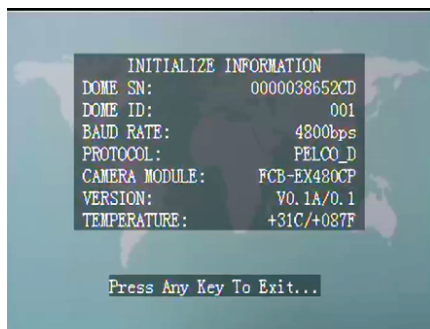 INITIALIZE INFORMATION
DOME SN: 0000038652CD
DOME ID: 001
BAUD RATE: 4800bps
PROTOCOL: PELCO_D
CAMERA MODULE: FCB-EX480CP
VERSION: V0.1A/0.1
TEMPERATURE: +31C/+087F
Press Any Key To Exit...